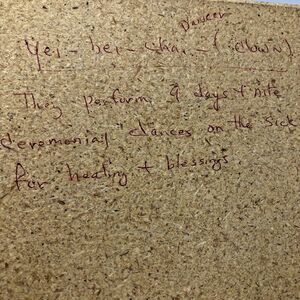 Dancer
Yei-bei-chai-(clown)
They perform 9 days & nite
ceremonial dances on the sick
for healing & blessings.